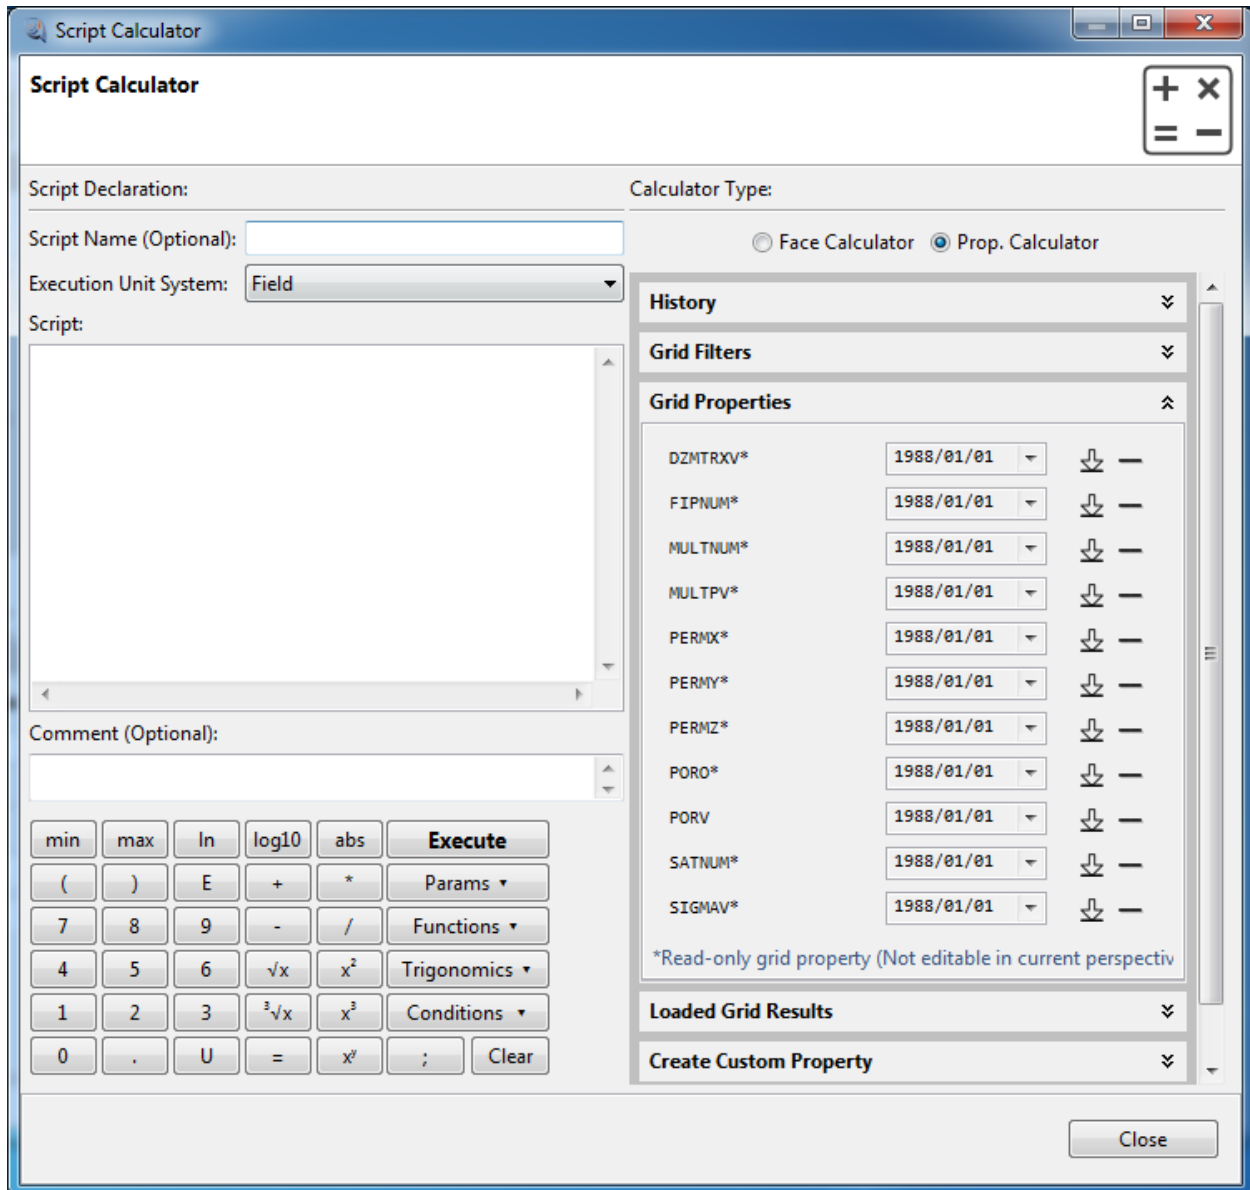 Script Calculator
Script Calculator
Script Declaration:
Script Name (Optional):
Execution Unit System: Field
Script:
Comment (Optional):
min max ln log10 abs Execute
( ) E + * Params
7 8 9 - / Functions
4 5 6 √x x² Trigonomics
1 2 3 ³√x x³ Conditions
0 . U = xʸ ; Clear
Calculator Type:
Face Calculator Prop. Calculator
History
Grid Filters
Grid Properties
DZMTRXV* 1988/01/01
FIPNUM* 1988/01/01
MULTNUM* 1988/01/01
MULTPV* 1988/01/01
PERMX* 1988/01/01
PERMY* 1988/01/01
PERMZ* 1988/01/01
PORO* 1988/01/01
PORV 1988/01/01
SATNUM* 1988/01/01
SIGMAV* 1988/01/01
*Read-only grid property (Not editable in current perspectiv
Loaded Grid Results
Create Custom Property
Close